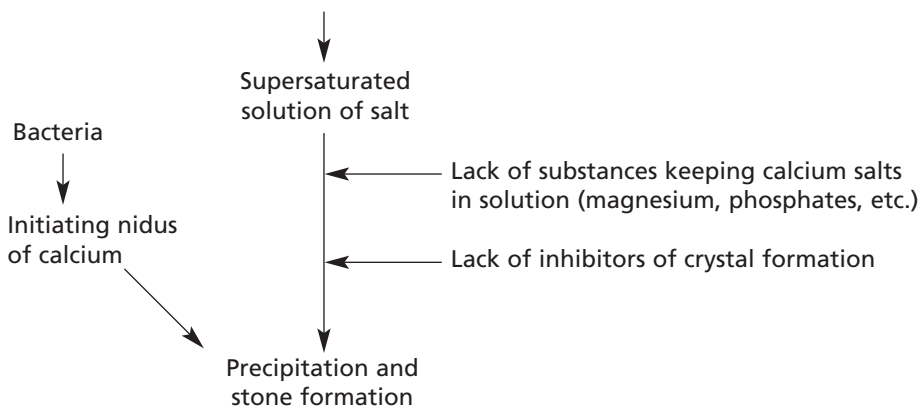 Supersaturated
solution of salt
Bacteria
Lack of substances keeping calcium salts
in solution (magnesium, phosphates, etc.)
Initiating nidus
of calcium
Lack of inhibitors of crystal formation
Precipitation and
stone formation